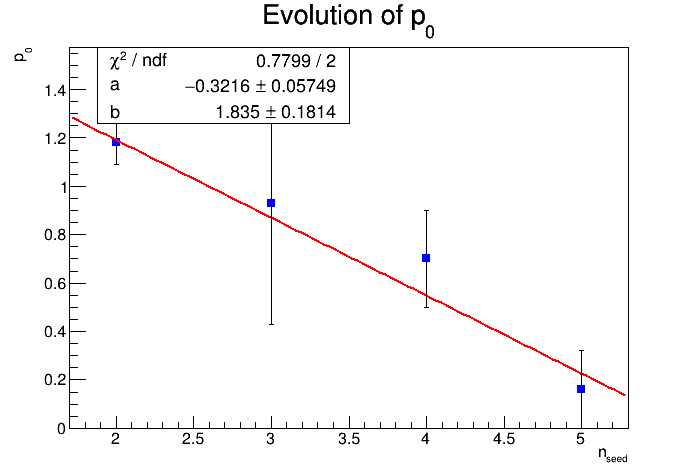 Evolution of p0
p0
χ² / ndf 0.7799 / 2
a −0.3216 ± 0.05749
b 1.835 ± 0.1814
1.4
1.2
1
0.8
0.6
0.4
0.2
0
2 2.5 3 3.5 4 4.5 5
nseed